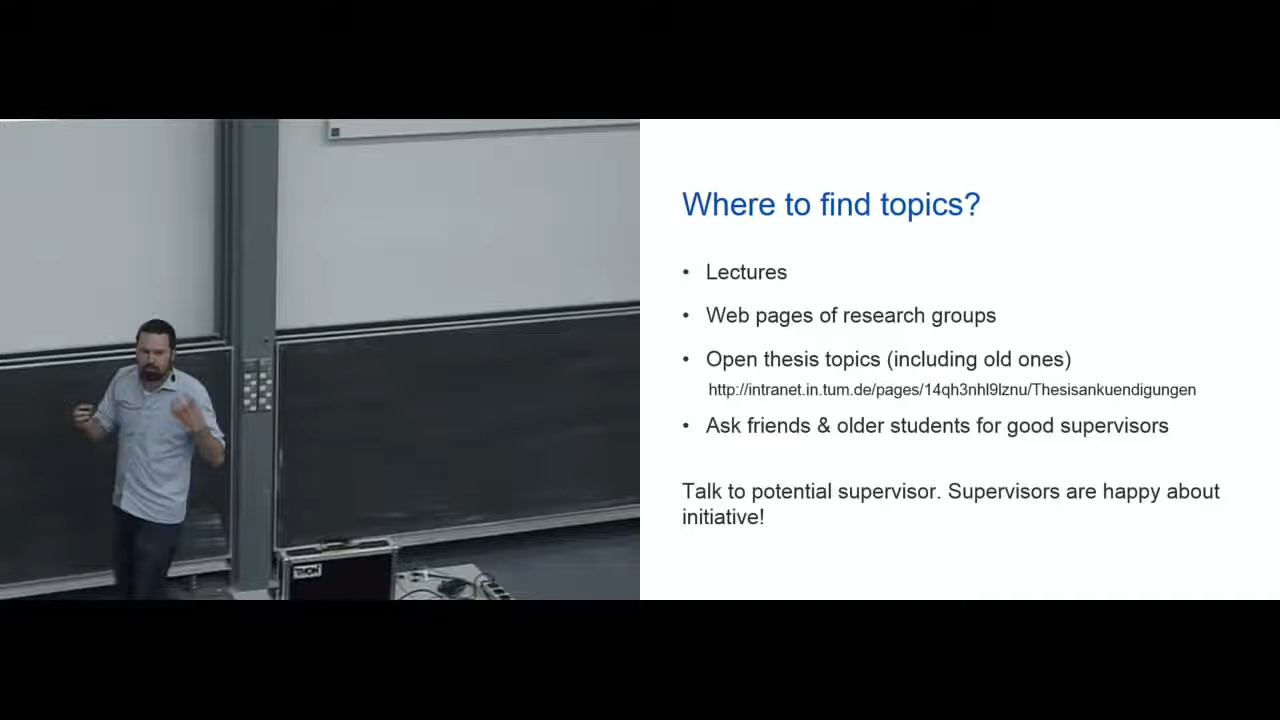 Where to find topics?
• Lectures
• Web pages of research groups
• Open thesis topics (including old ones)
http://intranet.in.tum.de/pages/14qh3nhl9lznu/Thesisankuendigungen
• Ask friends & older students for good supervisors
Talk to potential supervisor. Supervisors are happy about
initiative!
THON